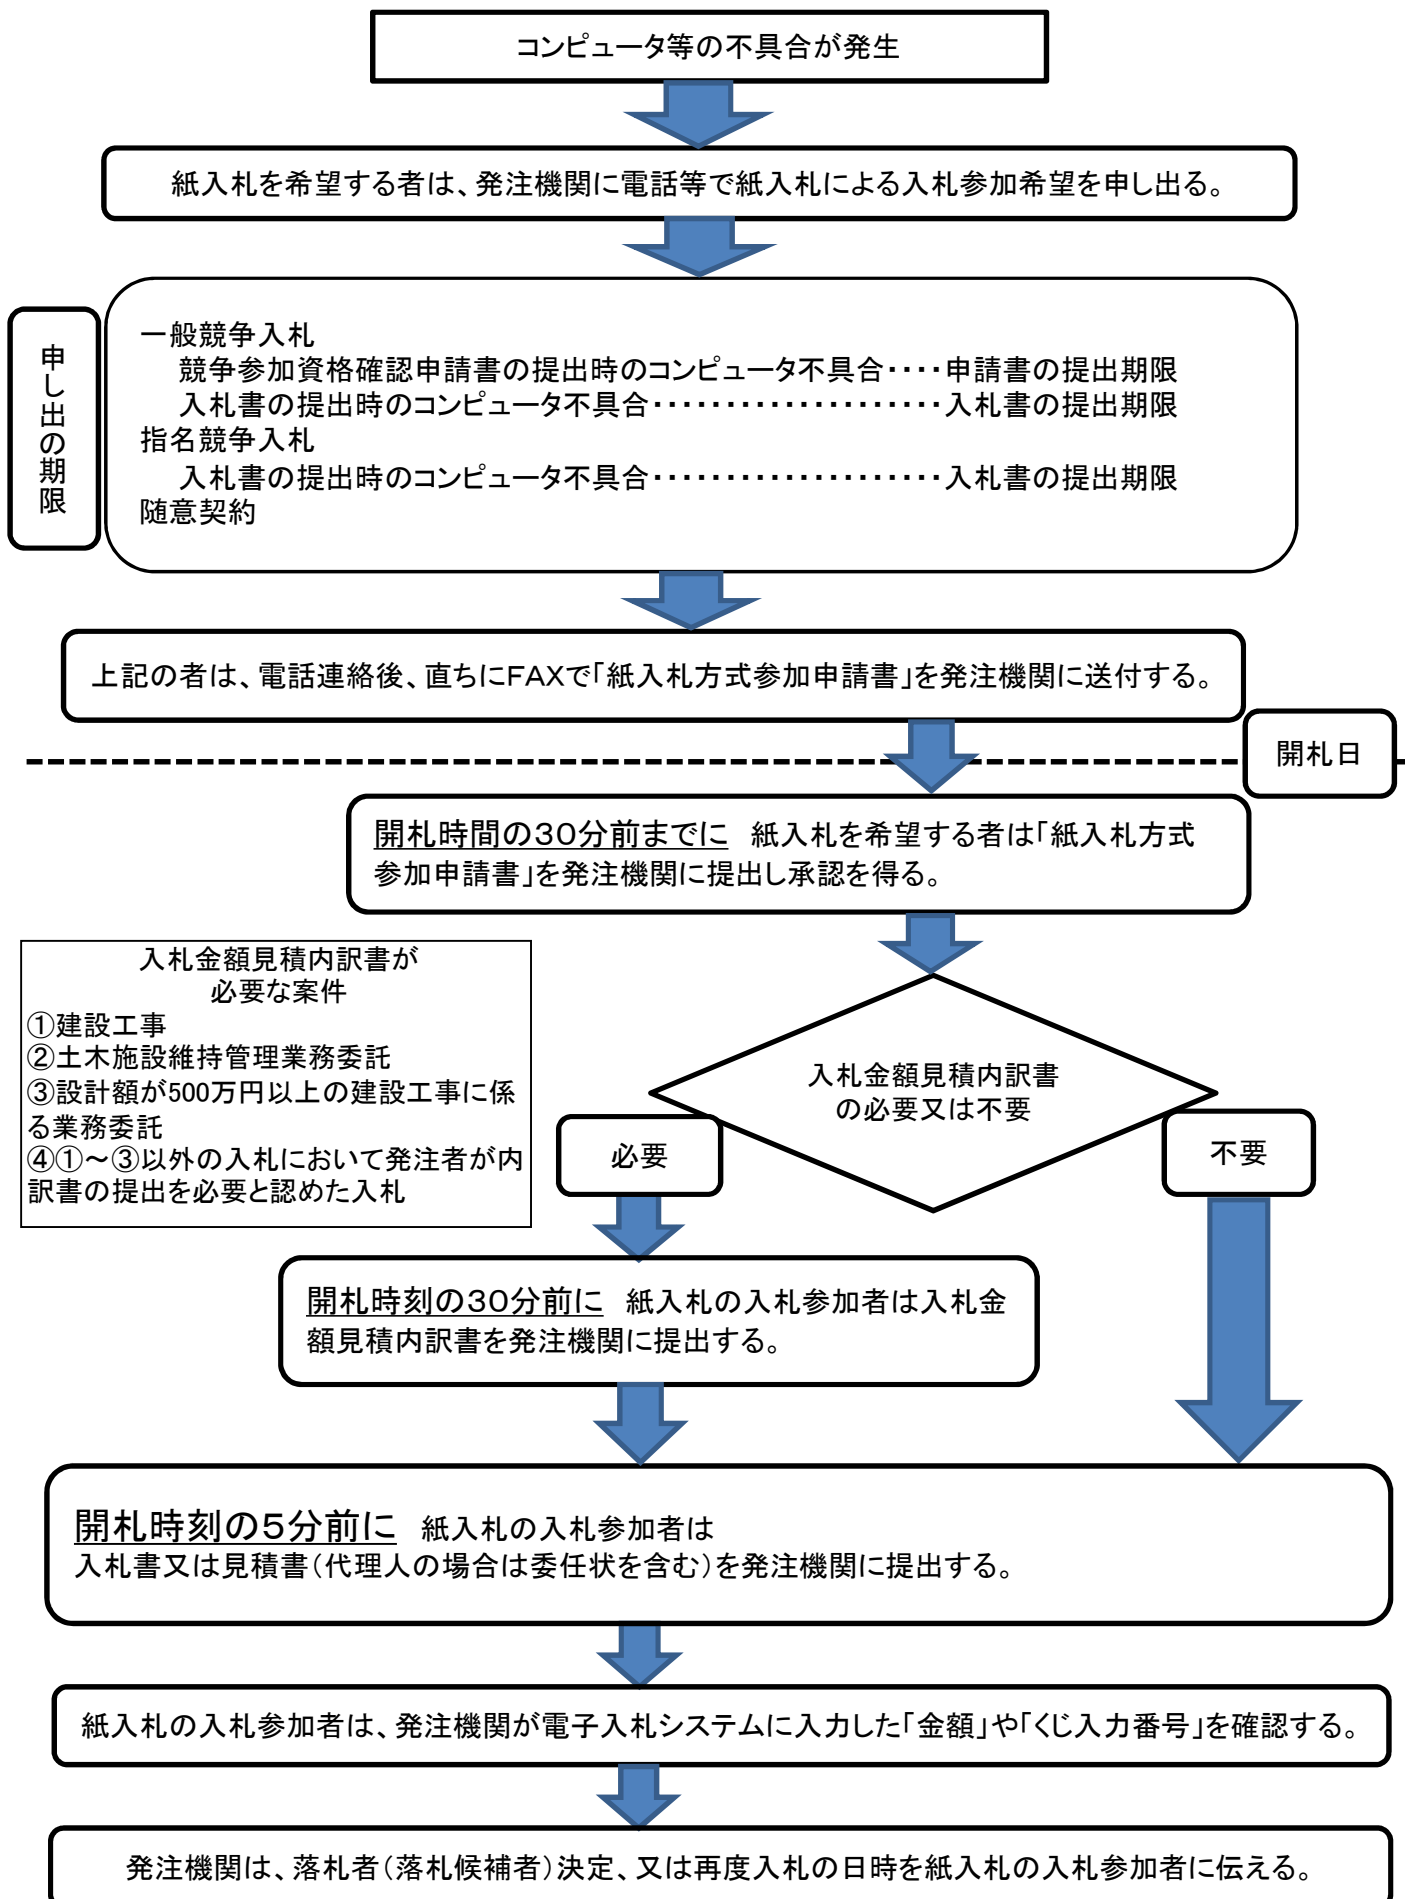 コンピュータ等の不具合が発生
紙入札を希望する者は、発注機関に電話等で紙入札による入札参加希望を申し出る。
申し出の期限
一般競争入札
競争参加資格確認申請書の提出時のコンピュータ不具合････申請書の提出期限
入札書の提出時のコンピュータ不具合････････････････････入札書の提出期限
指名競争入札
入札書の提出時のコンピュータ不具合････････････････････入札書の提出期限
随意契約
上記の者は、電話連絡後、直ちにFAXで「紙入札方式参加申請書」を発注機関に送付する。
開札日
開札時間の30分前までに　紙入札を希望する者は「紙入札方式
参加申請書」を発注機関に提出し承認を得る。
入札金額見積内訳書が
必要な案件
①建設工事
②土木施設維持管理業務委託
③設計額が500万円以上の建設工事に係
る業務委託
④①～③以外の入札において発注者が内
訳書の提出を必要と認めた入札
入札金額見積内訳書
の必要又は不要
必要
不要
開札時刻の30分前に　紙入札の入札参加者は入札金
額見積内訳書を発注機関に提出する。
開札時刻の5分前に　紙入札の入札参加者は
入札書又は見積書(代理人の場合は委任状を含む)を発注機関に提出する。
紙入札の入札参加者は、発注機関が電子入札システムに入力した「金額」や「くじ入力番号」を確認する。
発注機関は、落札者(落札候補者)決定、又は再度入札の日時を紙入札の入札参加者に伝える。